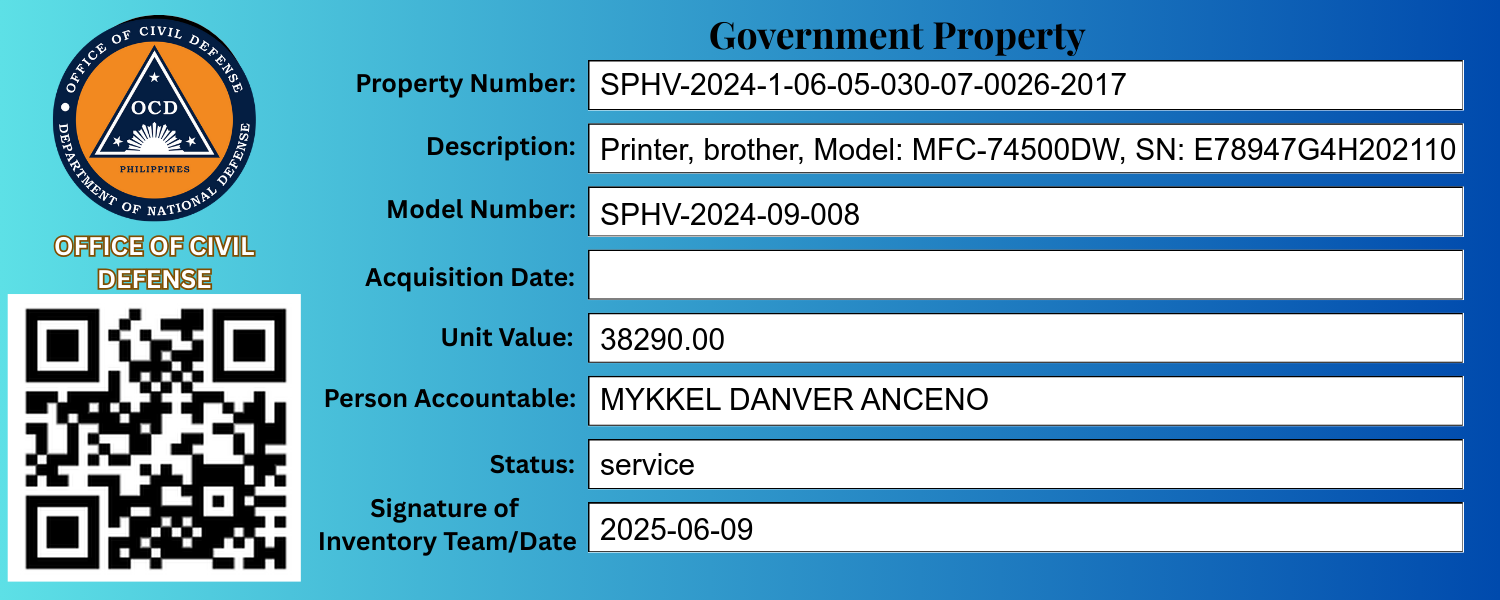 Government Property
OFFICE OF CIVIL DEFENSE
DEPARTMENT OF NATIONAL DEFENSE
OCD
PHILIPPINES
OFFICE OF CIVIL
DEFENSE
Property Number: SPHV-2024-1-06-05-030-07-0026-2017
Description: Printer, brother, Model: MFC-74500DW, SN: E78947G4H202110
Model Number: SPHV-2024-09-008
Acquisition Date:
Unit Value: 38290.00
Person Accountable: MYKKEL DANVER ANCENO
Status: service
Signature of
Inventory Team/Date 2025-06-09